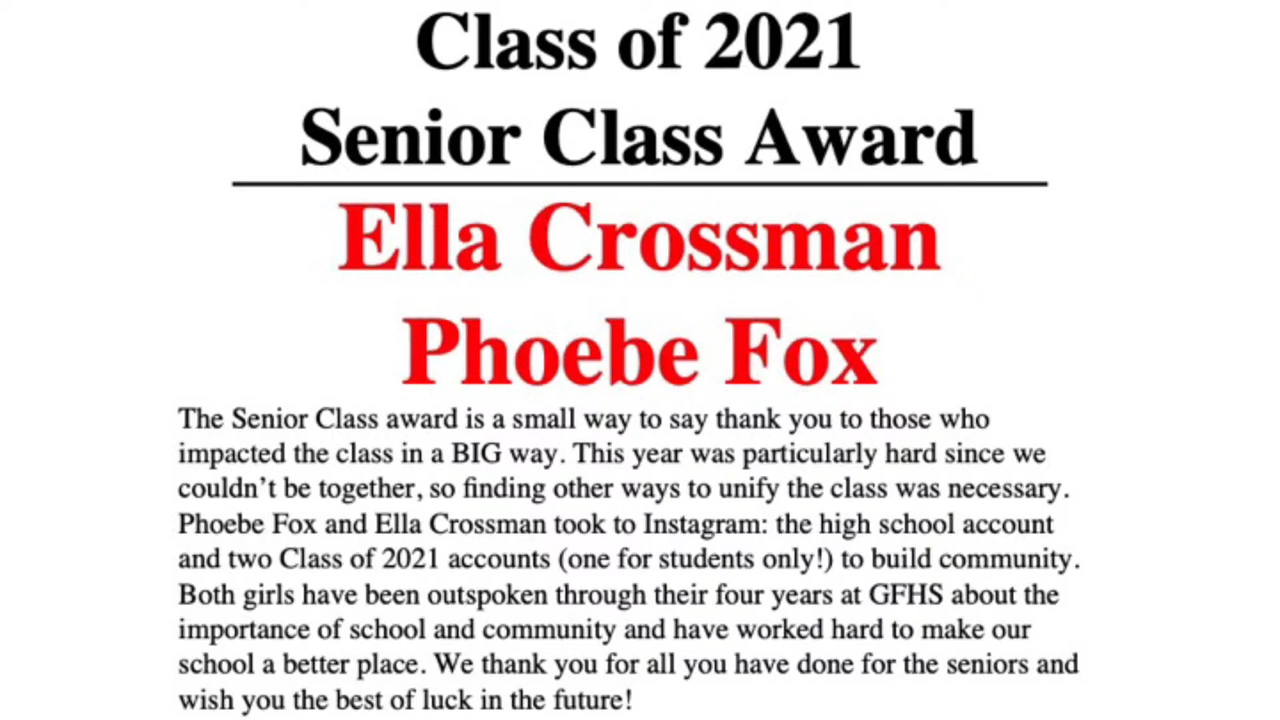 Class of 2021
Senior Class Award
Ella Crossman
Phoebe Fox
The Senior Class award is a small way to say thank you to those who
impacted the class in a BIG way. This year was particularly hard since we
couldn't be together, so finding other ways to unify the class was necessary.
Phoebe Fox and Ella Crossman took to Instagram: the high school account
and two Class of 2021 accounts (one for students only!) to build community.
Both girls have been outspoken through their four years at GFHS about the
importance of school and community and have worked hard to make our
school a better place. We thank you for all you have done for the seniors and
wish you the best of luck in the future!